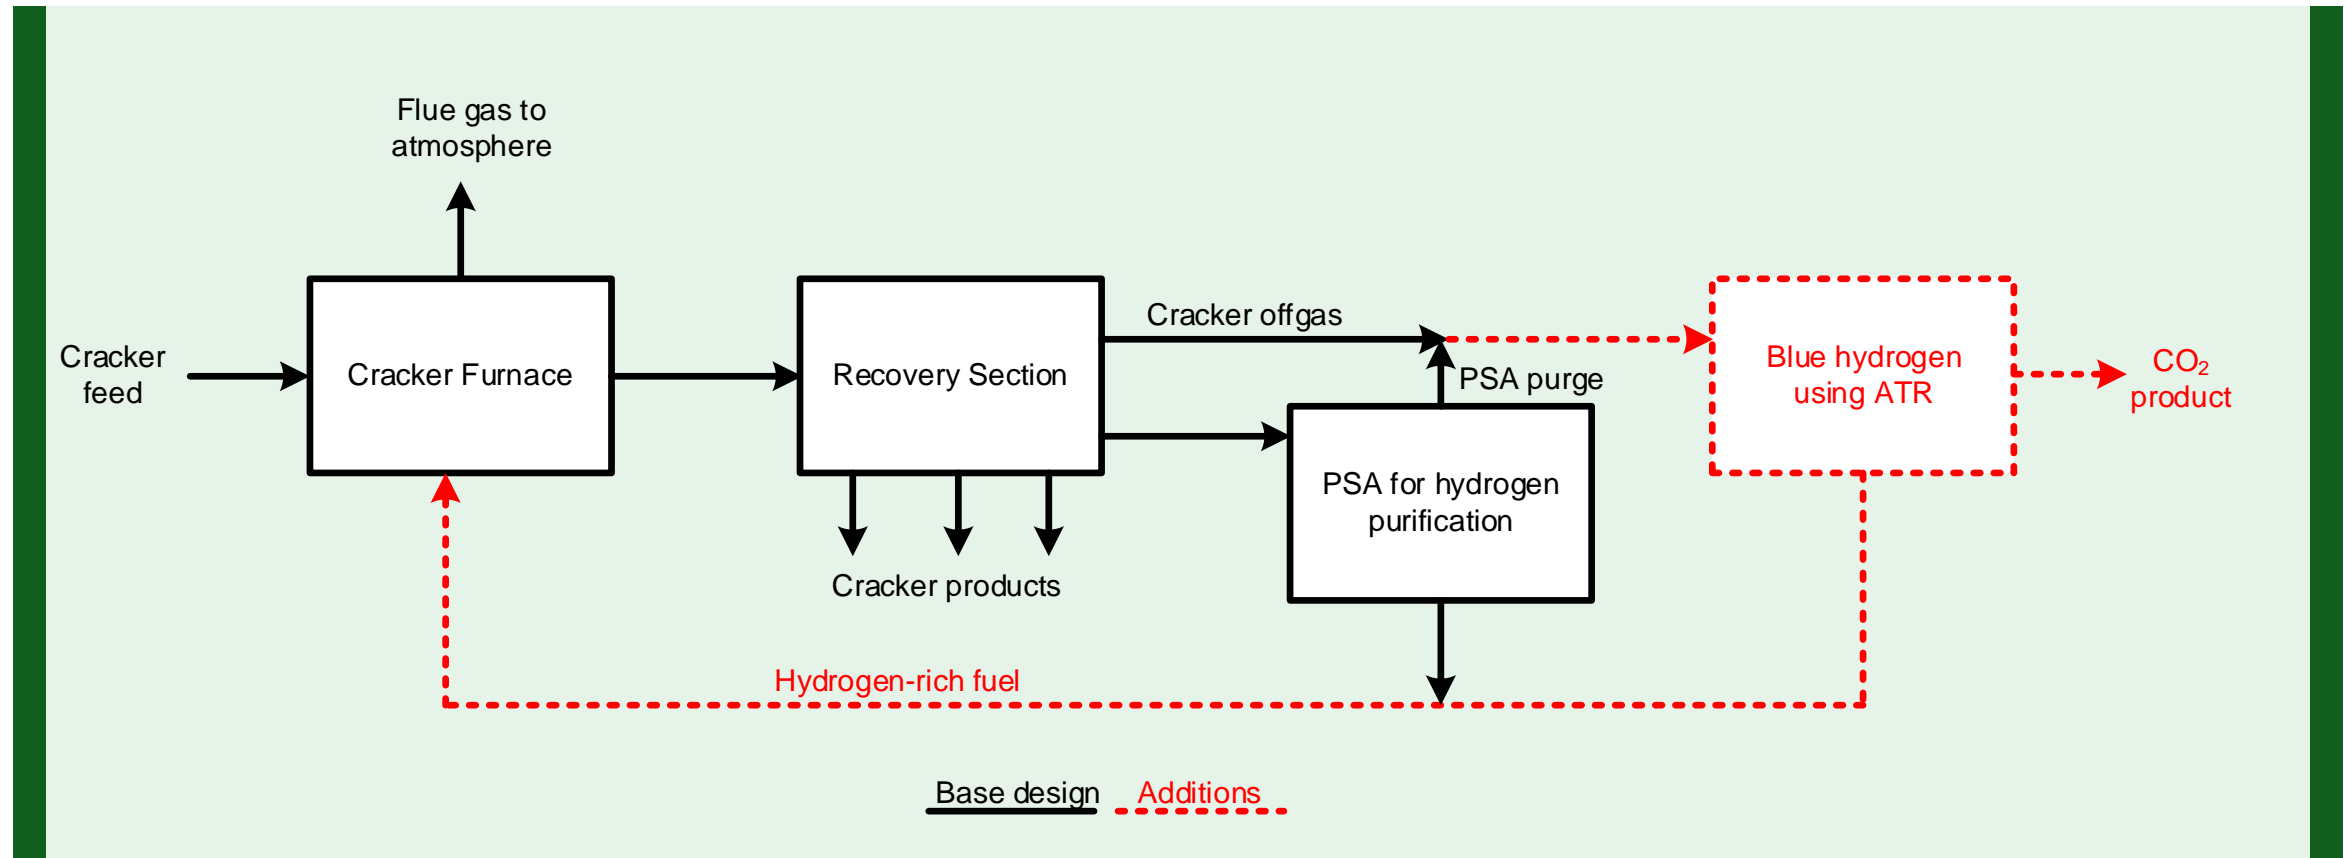 Flue gas to
atmosphere
Cracker
feed
Cracker Furnace
Recovery Section
Cracker offgas
PSA purge
Blue hydrogen
using ATR
CO₂
product
PSA for hydrogen
purification
Cracker products
Hydrogen-rich fuel
Base design
Additions